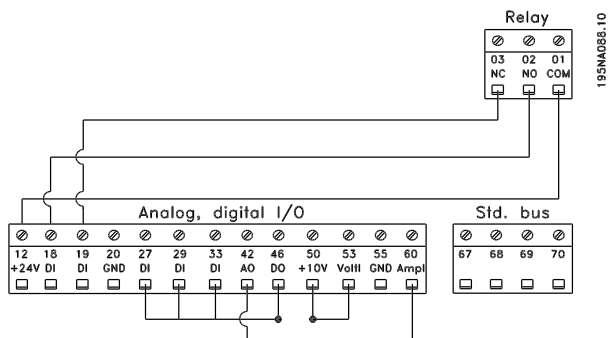 Relay
03 02 01
NC NO COM
195NA088.10
Analog, digital I/O
12 18 19 20 27 29 33 42 46 50 53 55 60
+24V DI DI GND DI DI DI AO DO +10V VolII GND AmpI
Std. bus
67 68 69 70